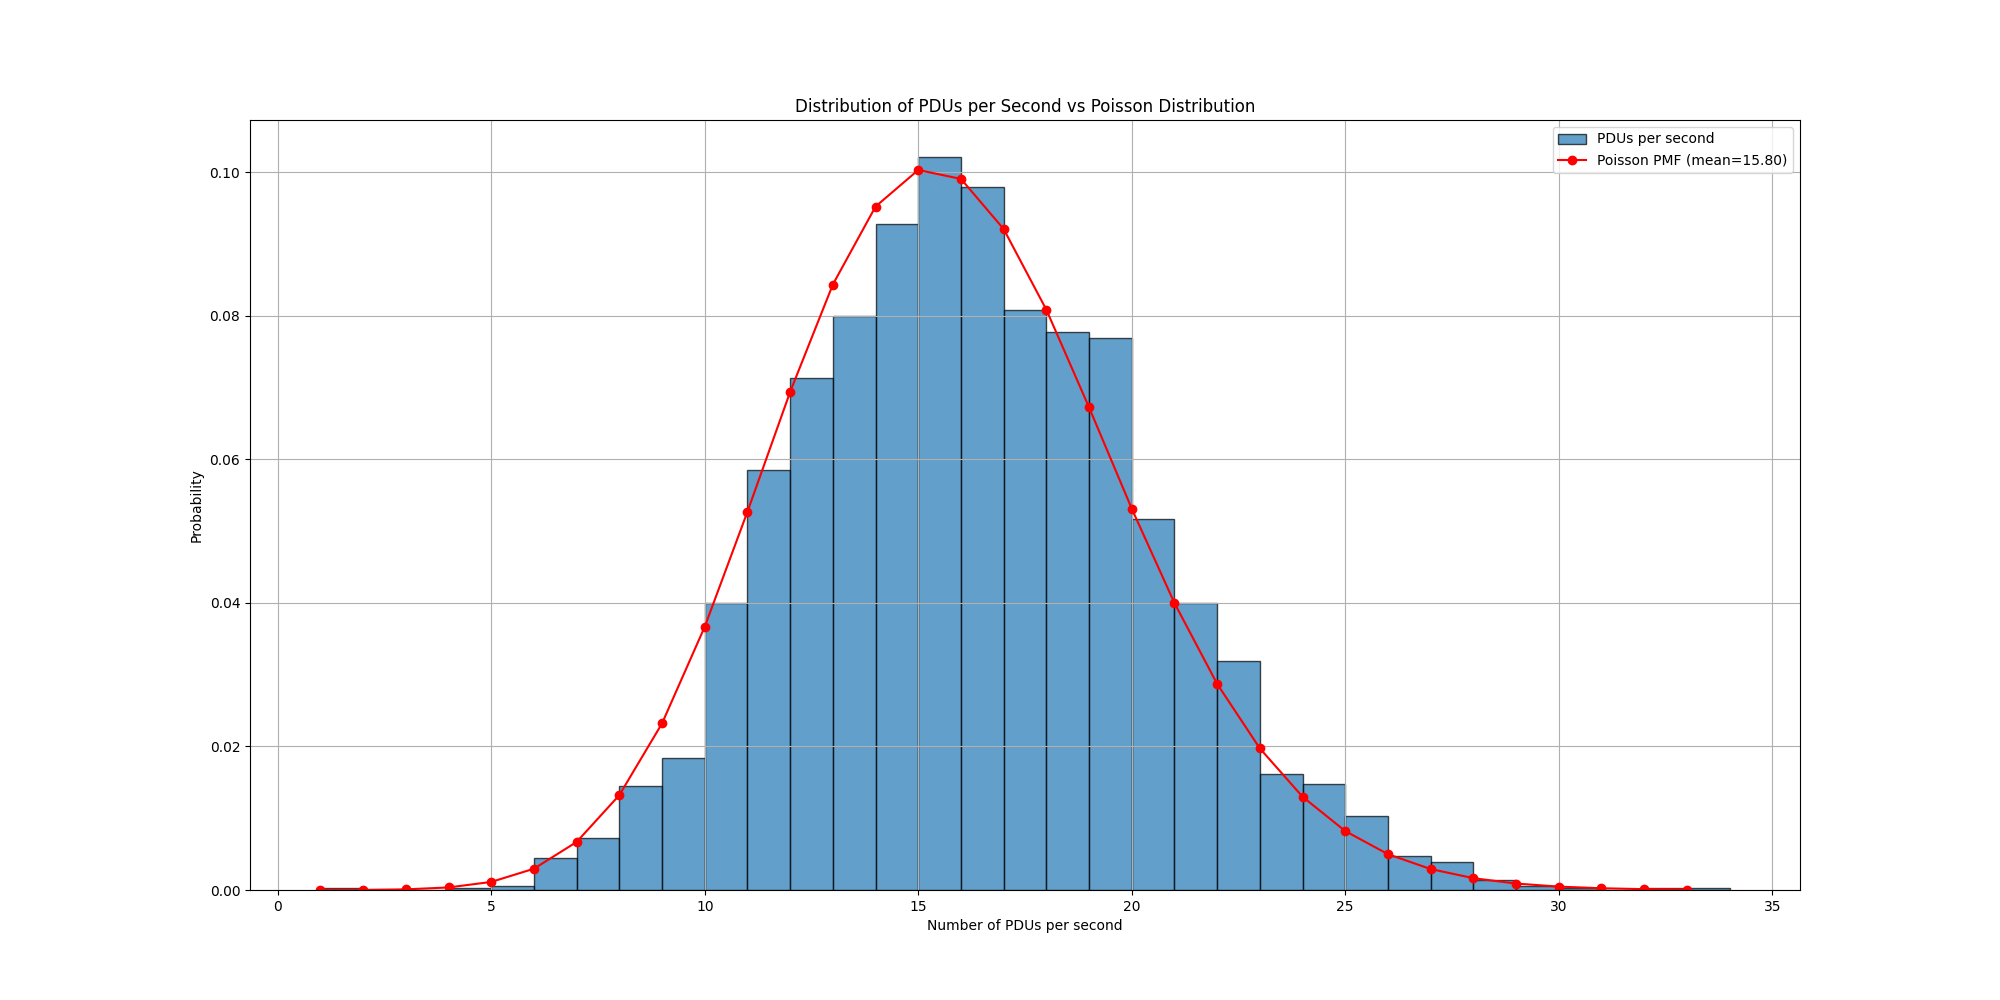 Distribution of PDUs per Second vs Poisson Distribution
PDUs per second
Poisson PMF (mean=15.80)
0.10
0.08
0.06
0.04
0.02
0.00
Probability
0 5 10 15 20 25 30 35
Number of PDUs per second